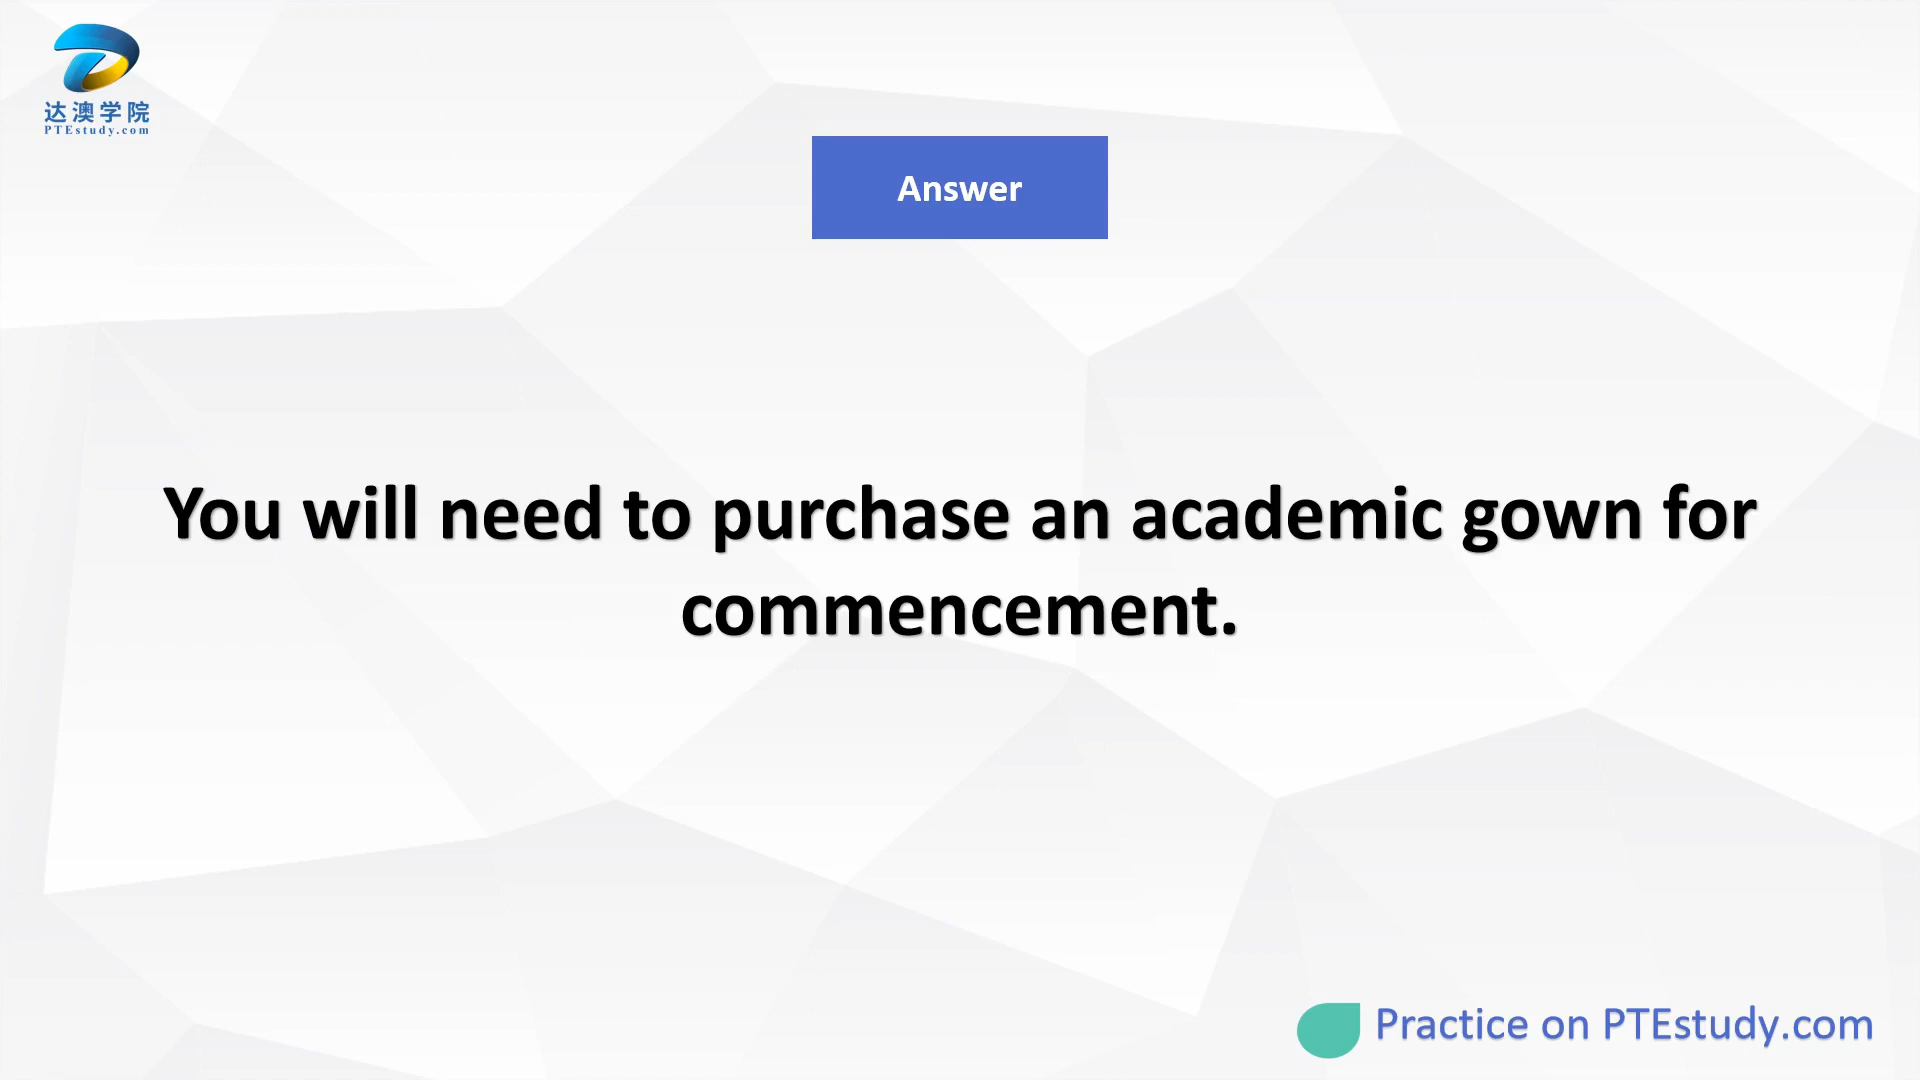 达澳学院
PTEstudy.com
Answer
You will need to purchase an academic gown for
commencement.
Practice on PTEstudy.com